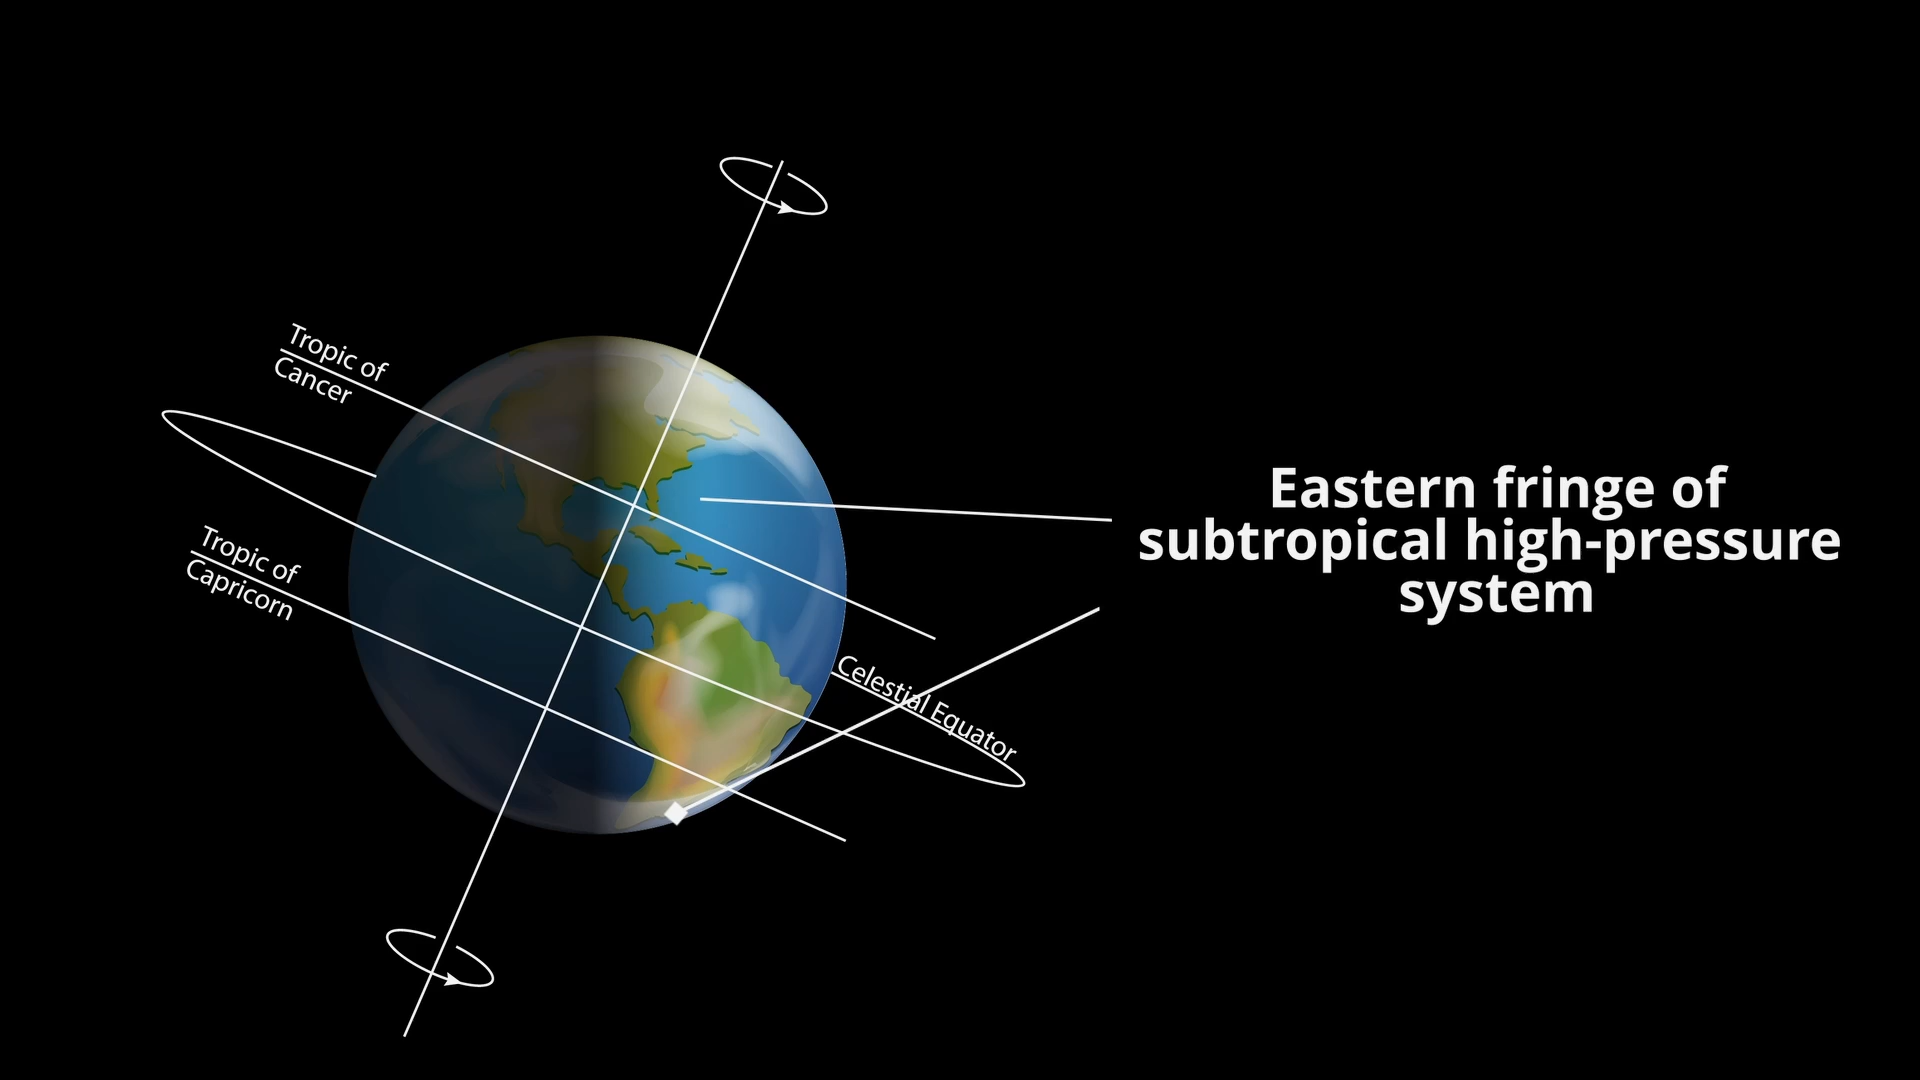 Tropic of
Cancer
Tropic of
Capricorn
Celestial Equator
Eastern fringe of
subtropical high-pressure
system